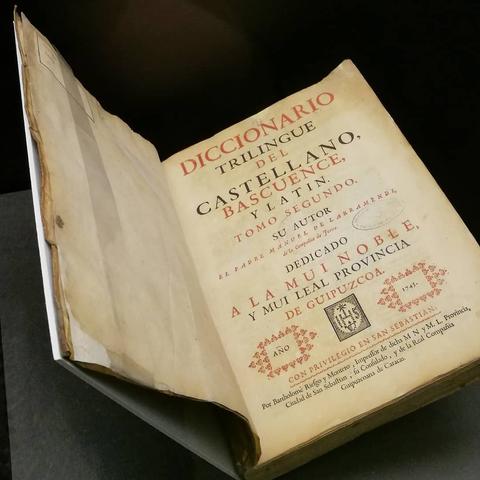 DICCIONARIO
TRILINGUE
DEL
CASTELLANO,
BASCUENCE,
Y LATIN.
TOMO SEGUNDO.
SU AUTOR
EL PADRE MANUEL DE LARRAMENDI,
de la Compañia de Jesus.
DEDICADO
A LA MUI NOBLE,
Y MUI LEAL PROVINCIA
DE GUIPUZCOA.
AÑO
1745.
CON PRIVILEGIO EN SAN SEBASTIAN,
Por Bartholomè Riesgo y Montero, Impressor de dicha M. N. y M. L. Provincia,
Ciudad de San Sebastian, su Consulado, y de la Real Compañia
Guipuzcoana de Caracas.